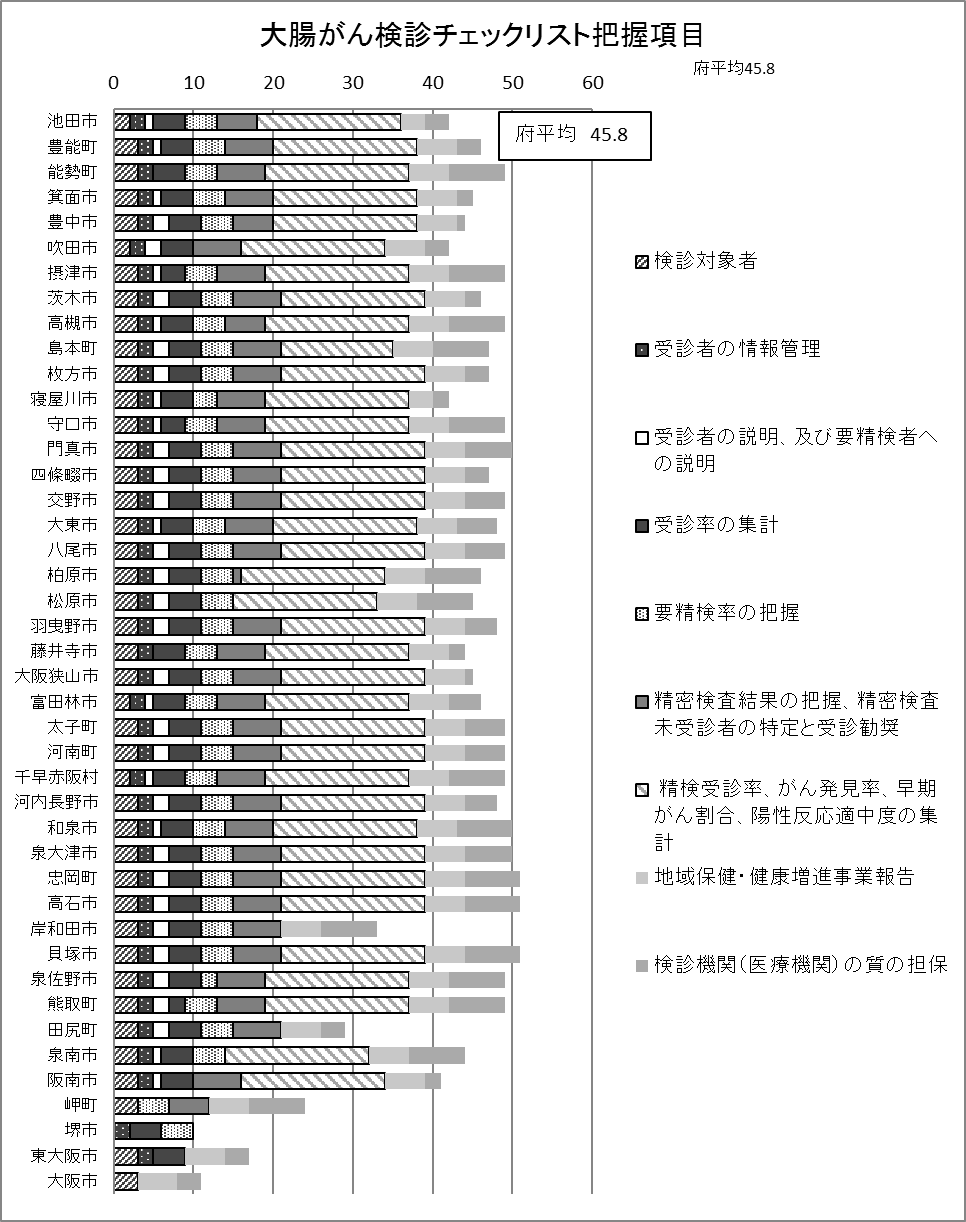 大腸がん検診チェックリスト把握項目
府平均45.8
0 10 20 30 40 50 60
府平均 45.8
池田市
豊能町
能勢町
箕面市
豊中市
吹田市
摂津市
茨木市
高槻市
島本町
枚方市
寝屋川市
守口市
門真市
四條畷市
交野市
大東市
八尾市
柏原市
松原市
羽曳野市
藤井寺市
大阪狭山市
富田林市
太子町
河南町
千早赤阪村
河内長野市
和泉市
泉大津市
忠岡町
高石市
岸和田市
貝塚市
泉佐野市
熊取町
田尻町
泉南市
阪南市
岬町
堺市
東大阪市
大阪市
検診対象者
受診者の情報管理
受診者の説明、及び要精検者へ
の説明
受診率の集計
要精検率の把握
精密検査結果の把握、精密検査
未受診者の特定と受診勧奨
精検受診率、がん発見率、早期
がん割合、陽性反応適中度の集
計
地域保健・健康増進事業報告
検診機関（医療機関）の質の担保